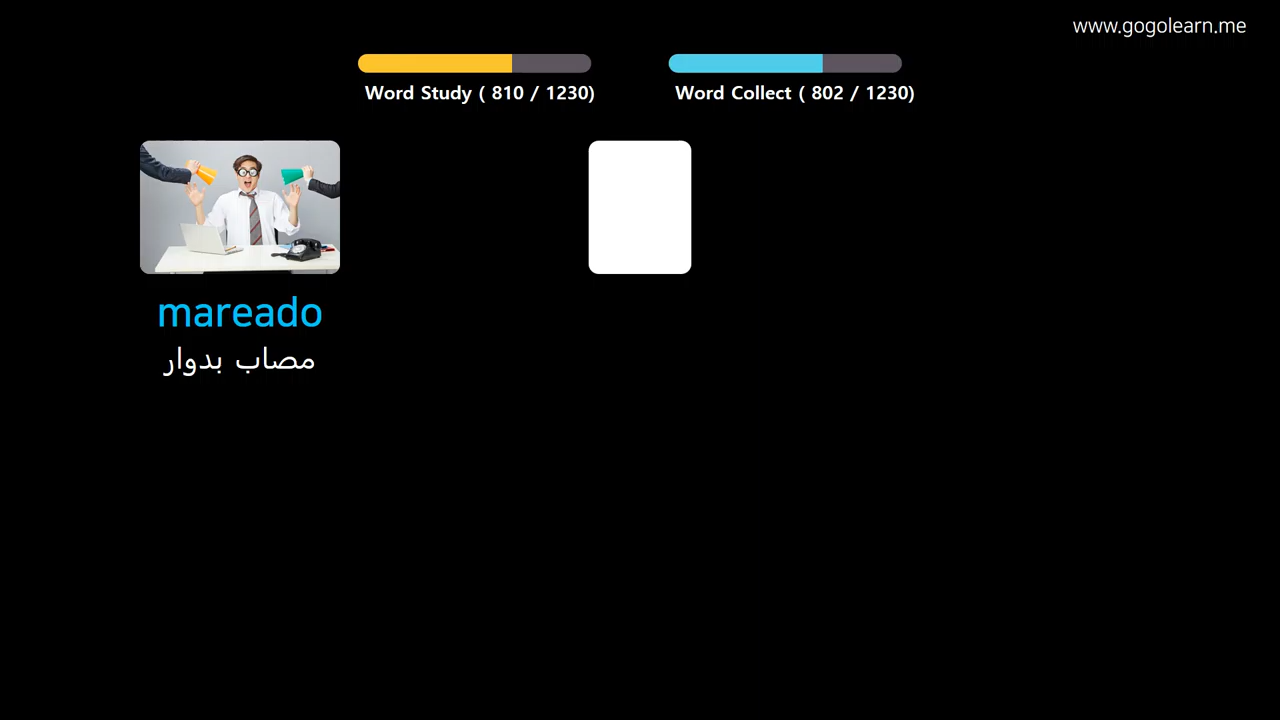 www.gogolearn.me
Word Study ( 810 / 1230)
Word Collect ( 802 / 1230)
mareado
مصاب بدوار